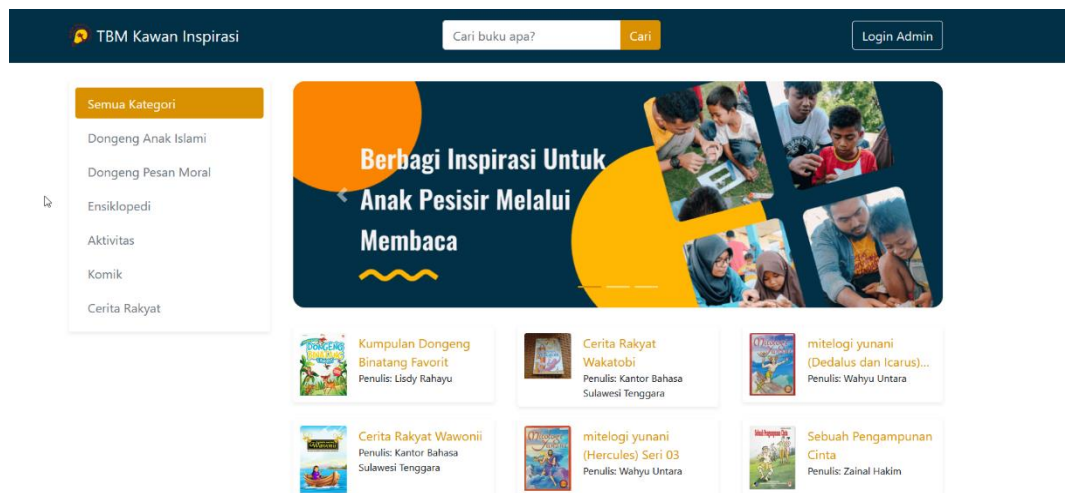 TBM Kawan Inspirasi
Cari buku apa?
Cari
Login Admin
Semua Kategori
Dongeng Anak Islami
Dongeng Pesan Moral
Ensiklopedi
Aktivitas
Komik
Cerita Rakyat
Berbagi Inspirasi Untuk
Anak Pesisir Melalui
Membaca
Kumpulan Dongeng
Binatang Favorit
Penulis: Lisdy Rahayu
Cerita Rakyat
Wakatobi
Penulis: Kantor Bahasa
Sulawesi Tenggara
mitelogi yunani
(Dedalus dan Icarus)...
Penulis: Wahyu Untara
Cerita Rakyat Wawonii
Penulis: Kantor Bahasa
Sulawesi Tenggara
mitelogi yunani
(Hercules) Seri 03
Penulis: Wahyu Untara
Sebuah Pengampunan
Cinta
Penulis: Zainal Hakim